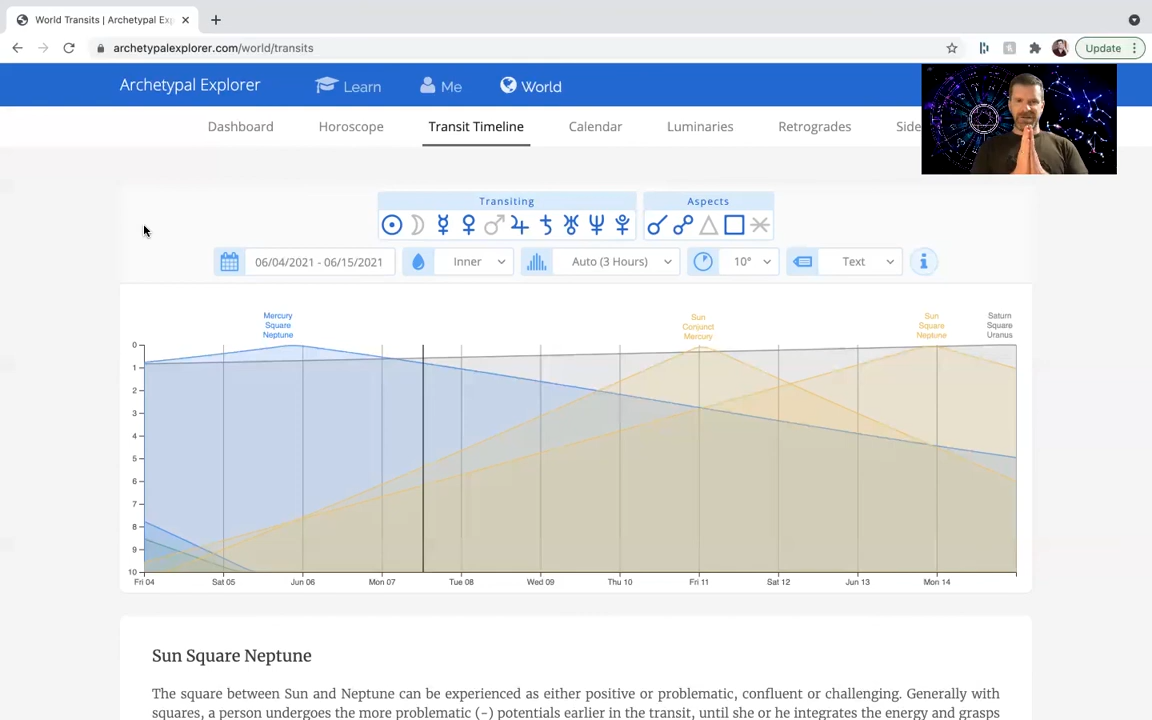 World Transits | Archetypal Exp
archetypalexplorer.com/world/transits
Update
Archetypal Explorer
Learn
Me
World
Dashboard
Horoscope
Transit Timeline
Calendar
Luminaries
Retrogrades
Side
Transiting
Aspects
06/04/2021 - 06/15/2021
Inner
Auto (3 Hours)
10°
Text
Mercury
Square
Neptune
Sun
Conjunct
Mercury
Sun
Square
Neptune
Saturn
Square
Uranus
0
1
2
3
4
5
6
7
8
9
10
Fri 04
Sat 05
Jun 06
Mon 07
Tue 08
Wed 09
Thu 10
Fri 11
Sat 12
Jun 13
Mon 14
Sun Square Neptune
The square between Sun and Neptune can be experienced as either positive or problematic, confluent or challenging. Generally with
squares, a person undergoes the more problematic (-) potentials earlier in the transit, until she or he integrates the energy and grasps